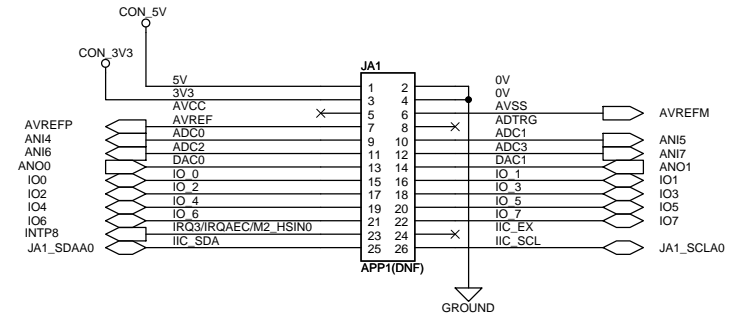 CON_5V
CON_3V3
JA1
5V 1 2 0V
3V3 3 4 0V
AVCC 5 6 AVSS AVREFM
AVREFP AVREF 7 8 ADTRG
ANI4 ADC0 9 10 ADC1 ANI5
ANI6 ADC2 11 12 ADC3 ANI7
ANO0 DAC0 13 14 DAC1 ANO1
IO0 IO_0 15 16 IO_1 IO1
IO2 IO_2 17 18 IO_3 IO3
IO4 IO_4 19 20 IO_5 IO5
IO6 IO_6 21 22 IO_7 IO7
INTP8 IRQ3/IRQAEC/M2_HSIN0 23 24 IIC_EX
JA1_SDAA0 IIC_SDA 25 26 IIC_SCL JA1_SCLA0
APP1(DNF)
GROUND